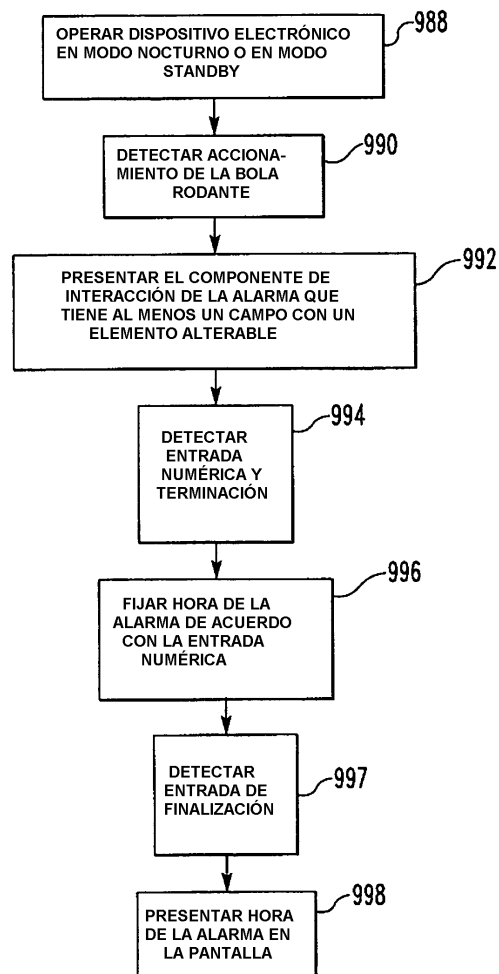 OPERAR DISPOSITIVO ELECTRÓNICO
EN MODO NOCTURNO O EN MODO
STANDBY
988
DETECTAR ACCIONA-
MIENTO DE LA BOLA
RODANTE
990
PRESENTAR EL COMPONENTE DE
INTERACCIÓN DE LA ALARMA QUE
TIENE AL MENOS UN CAMPO CON UN
ELEMENTO ALTERABLE
992
DETECTAR
ENTRADA
NUMÉRICA Y
TERMINACIÓN
994
FIJAR HORA DE LA
ALARMA DE ACUERDO
CON LA ENTRADA
NUMÉRICA
996
DETECTAR
ENTRADA DE
FINALIZACIÓN
997
PRESENTAR HORA
DE LA ALARMA EN
LA PANTALLA
998